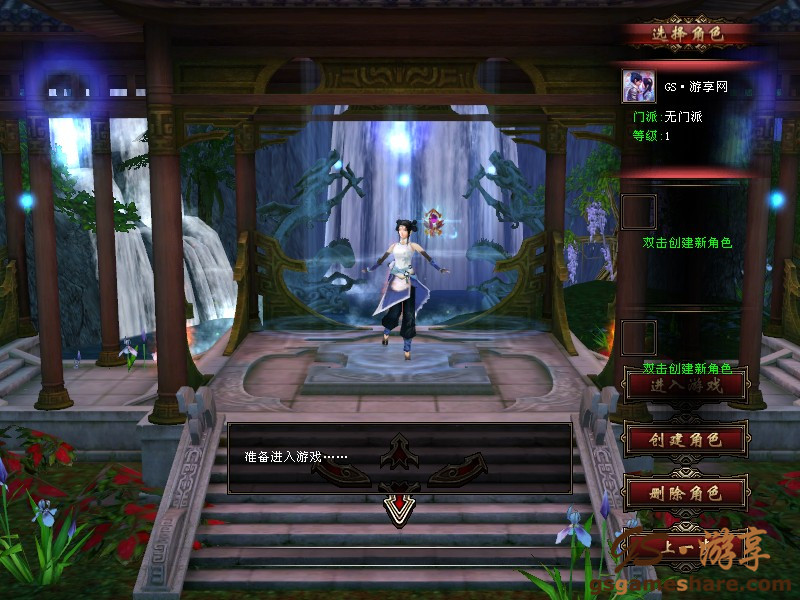 选择角色
GS·游享网
门派:无门派
等级:1
双击创建新角色
双击创建新角色
进入游戏
创建角色
准备进入游戏……
删除角色
上一
游享
gsgameshare.com